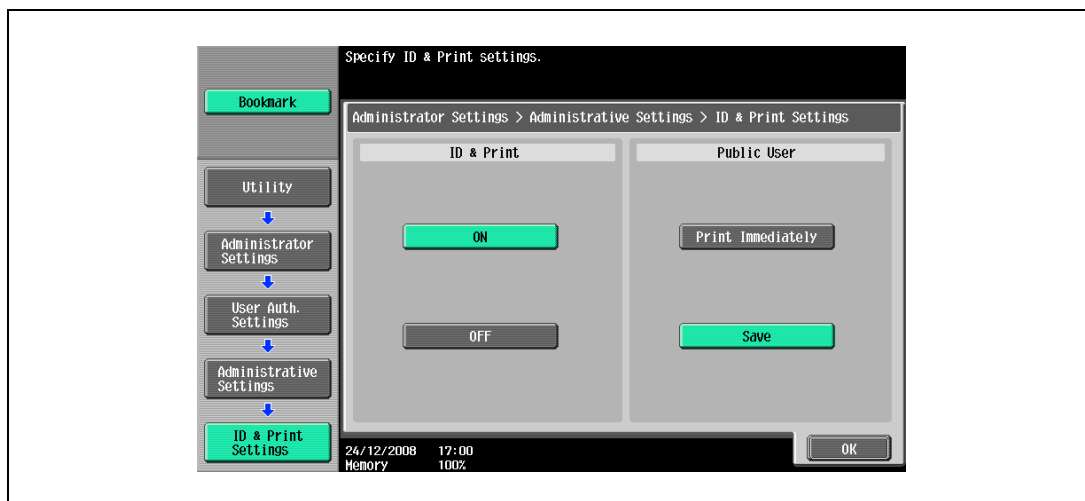 Specify ID & Print settings.
Bookmark
Administrator Settings > Administrative Settings > ID & Print Settings
ID & Print
Public User
Utility
ON
Print Immediately
Administrator
Settings
User Auth.
Settings
OFF
Save
Administrative
Settings
ID & Print
Settings
24/12/2008 17:00
Memory 100%
OK